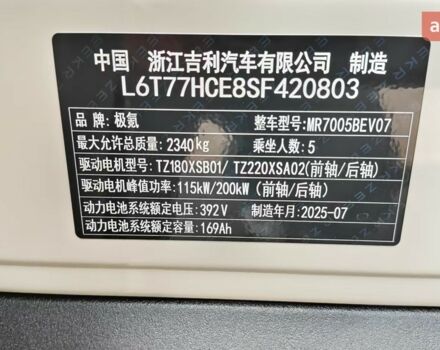 中国 浙江吉利汽车有限公司 制造
L6T77HCE8SF420803
品牌：极氪 整车型号：MR7005BEV07
最大允许总质量：2340kg 乘坐人数：5
驱动电机型号：TZ180XSB01/TZ220XSA02(前轴/后轴)
驱动电机峰值功率：115kW/200kW (前轴/后轴)
动力电池系统额定电压：392V 制造年月：2025-07
动力电池系统额定容量：169Ah